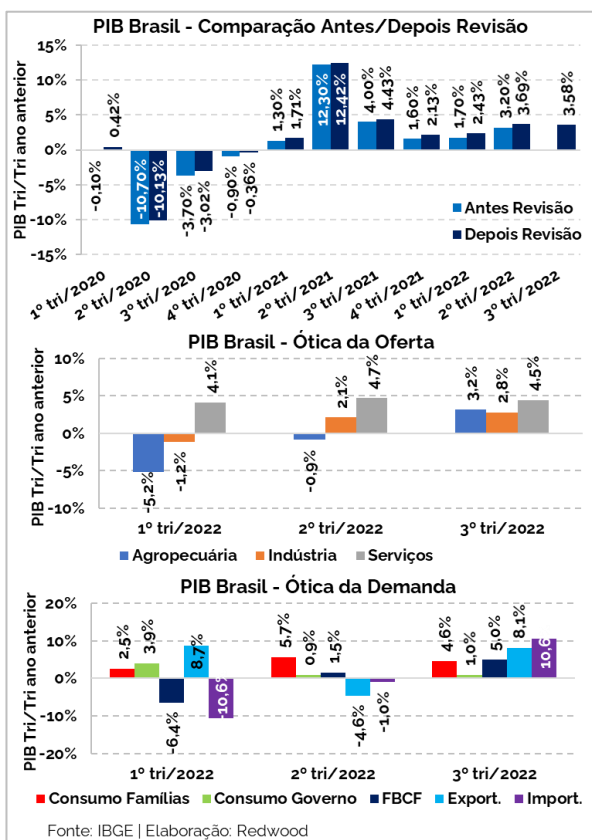 PIB Brasil - Comparação Antes/Depois Revisão
PIB Tri/Tri ano anterior
15%
10%
5%
0%
-5%
-10%
-15%
-0,10%
0,42%
-10,70%
-10,13%
-3,70%
-3,02%
-0,90%
-0,36%
1,30%
1,71%
12,30%
12,42%
4,00%
4,43%
1,60%
2,13%
1,70%
2,43%
3,20%
3,69%
3,58%
Antes Revisão
Depois Revisão
1º tri/2020
2º tri/2020
3º tri/2020
4º tri/2020
1º tri/2021
2º tri/2021
3º tri/2021
4º tri/2021
1º tri/2022
2º tri/2022
3º tri/2022
PIB Brasil - Ótica da Oferta
PIB Tri/Tri ano anterior
10%
5%
0%
-5%
-10%
-5,2%
-1,2%
4,1%
-0,9%
2,1%
4,7%
3,2%
2,8%
4,5%
1º tri/2022
2º tri/2022
3º tri/2022
Agropecuária
Indústria
Serviços
PIB Brasil - Ótica da Demanda
PIB Tri/Tri ano anterior
20%
10%
0%
-10%
-20%
2,5%
3,9%
-6,4%
8,7%
-10,6%
5,7%
0,9%
1,5%
-4,6%
-1,0%
4,6%
1,0%
5,0%
8,1%
10,6
1º tri/2022
2º tri/2022
3º tri/2022
Consumo Famílias
Consumo Governo
FBCF
Export.
Import.
Fonte: IBGE | Elaboração: Redwood